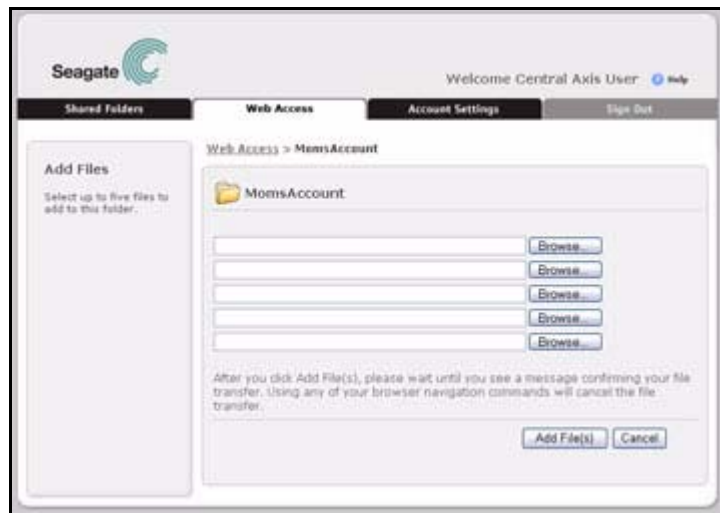 Seagate
Welcome Central Axis User
Help
Shared Folders
Web Access
Account Settings
Sign Out
Web Access > MomsAccount
Add Files
Select up to five files to
add to this folder.
MomsAccount
Browse...
Browse...
Browse...
Browse...
Browse...
After you click Add File(s), please wait until you see a message confirming your file
transfer. Using any of your browser navigation commands will cancel the file
transfer.
Add File(s)
Cancel